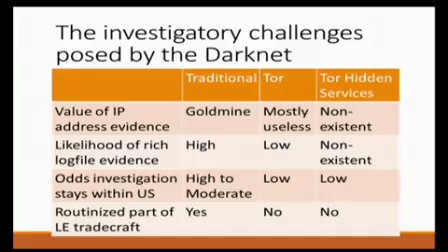 The investigatory challenges
posed by the Darknet
Traditional Tor Tor Hidden
Services
Value of IP Goldmine Mostly Non-
address evidence useless existent
Likelihood of rich High Low Non-
logfile evidence existent
Odds investigation High to Low Low
stays within US Moderate
Routinized part of Yes No No
LE tradecraft